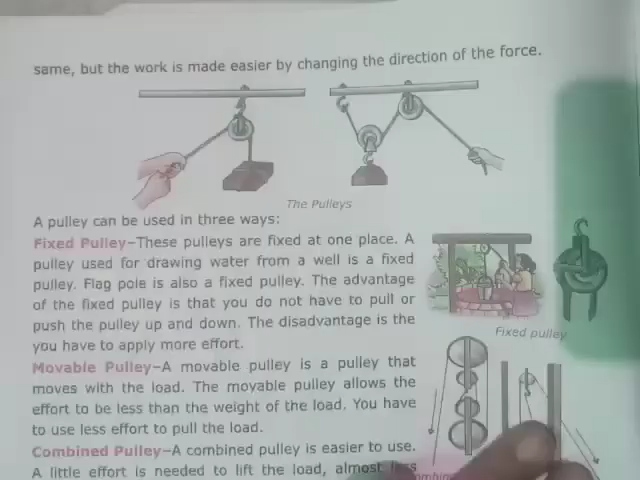 same, but the work is made easier by changing the direction of the force.
The Pulleys
A pulley can be used in three ways:
Fixed Pulley–These pulleys are fixed at one place. A
pulley used for drawing water from a well is a fixed
pulley. Flag pole is also a fixed pulley. The advantage
of the fixed pulley is that you do not have to pull or
push the pulley up and down. The disadvantage is the
you have to apply more effort.
Fixed pulley
Movable Pulley–A movable pulley is a pulley that
moves with the load. The movable pulley allows the
effort to be less than the weight of the load. You have
to use less effort to pull the load.
Combined Pulley–A combined pulley is easier to use.
A little effort is needed to lift the load, almost less